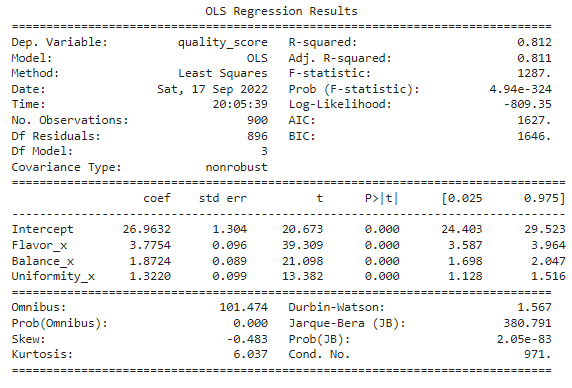 OLS Regression Results
==============================================================================
Dep. Variable: quality_score R-squared: 0.812
Model: OLS Adj. R-squared: 0.811
Method: Least Squares F-statistic: 1287.
Date: Sat, 17 Sep 2022 Prob (F-statistic): 4.94e-324
Time: 20:05:39 Log-Likelihood: -809.35
No. Observations: 900 AIC: 1627.
Df Residuals: 896 BIC: 1646.
Df Model: 3
Covariance Type: nonrobust
==============================================================================
coef std err t P>|t| [0.025 0.975]
------------------------------------------------------------------------------
Intercept 26.9632 1.304 20.673 0.000 24.403 29.523
Flavor_x 3.7754 0.096 39.309 0.000 3.587 3.964
Balance_x 1.8724 0.089 21.098 0.000 1.698 2.047
Uniformity_x 1.3220 0.099 13.382 0.000 1.128 1.516
==============================================================================
Omnibus: 101.474 Durbin-Watson: 1.567
Prob(Omnibus): 0.000 Jarque-Bera (JB): 380.791
Skew: -0.483 Prob(JB): 2.05e-83
Kurtosis: 6.037 Cond. No. 971.
==============================================================================